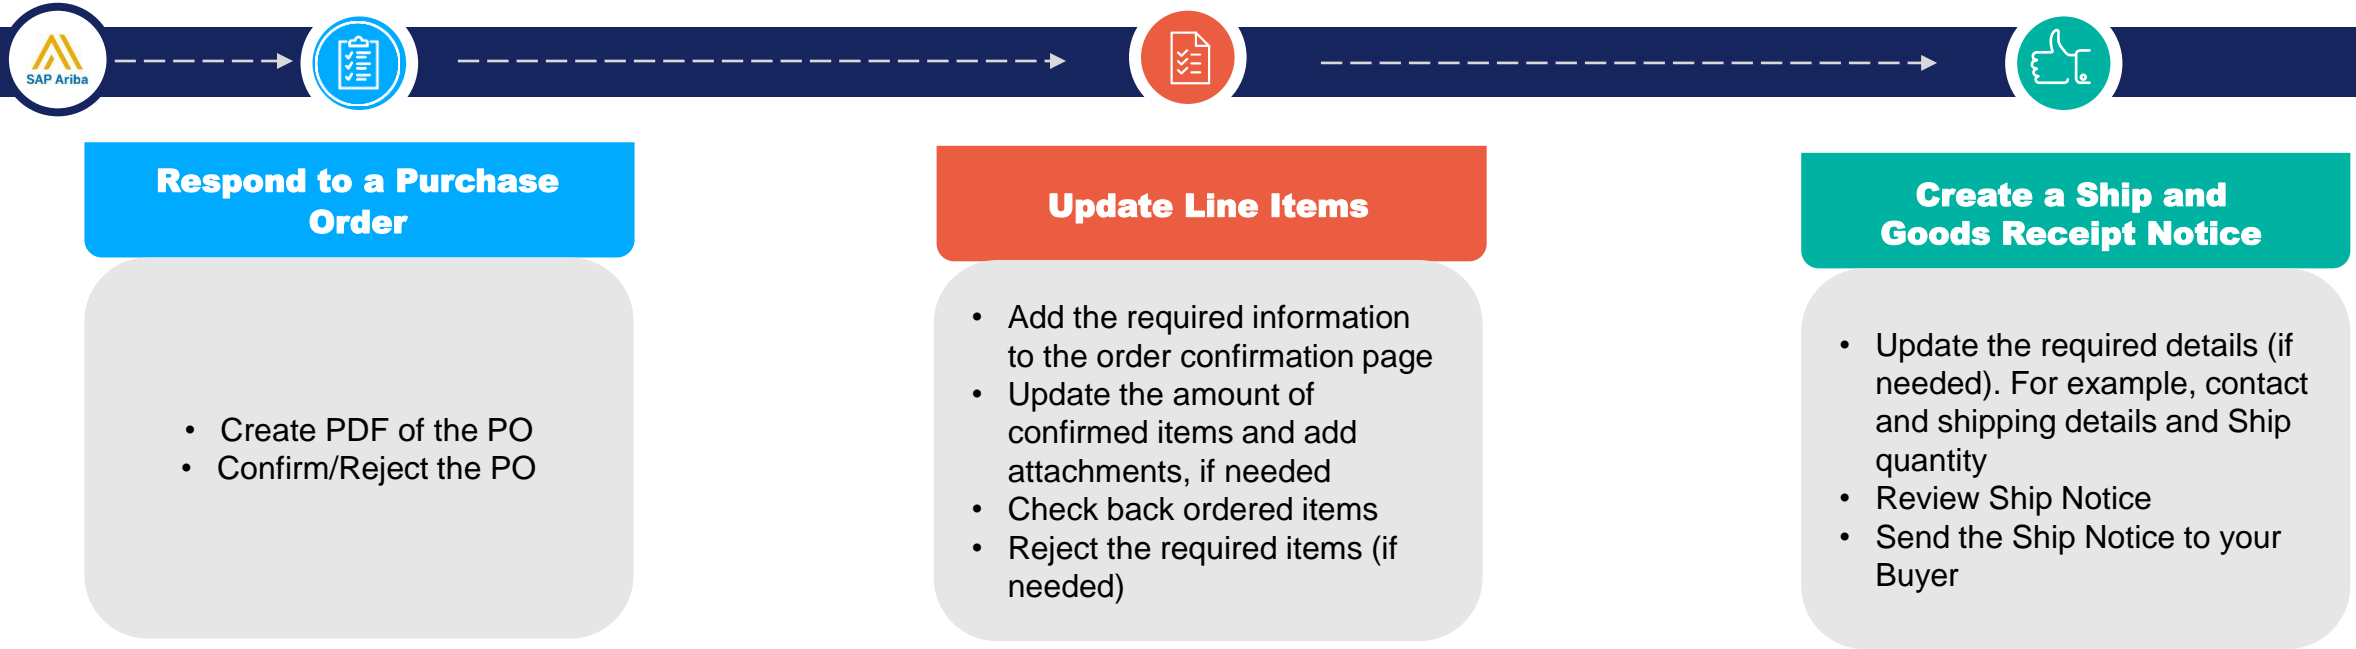 SAP Ariba
Respond to a Purchase
Order
• Create PDF of the PO
• Confirm/Reject the PO
Update Line Items
• Add the required information
to the order confirmation page
• Update the amount of
confirmed items and add
attachments, if needed
• Check back ordered items
• Reject the required items (if
needed)
Create a Ship and
Goods Receipt Notice
• Update the required details (if
needed). For example, contact
and shipping details and Ship
quantity
• Review Ship Notice
• Send the Ship Notice to your
Buyer